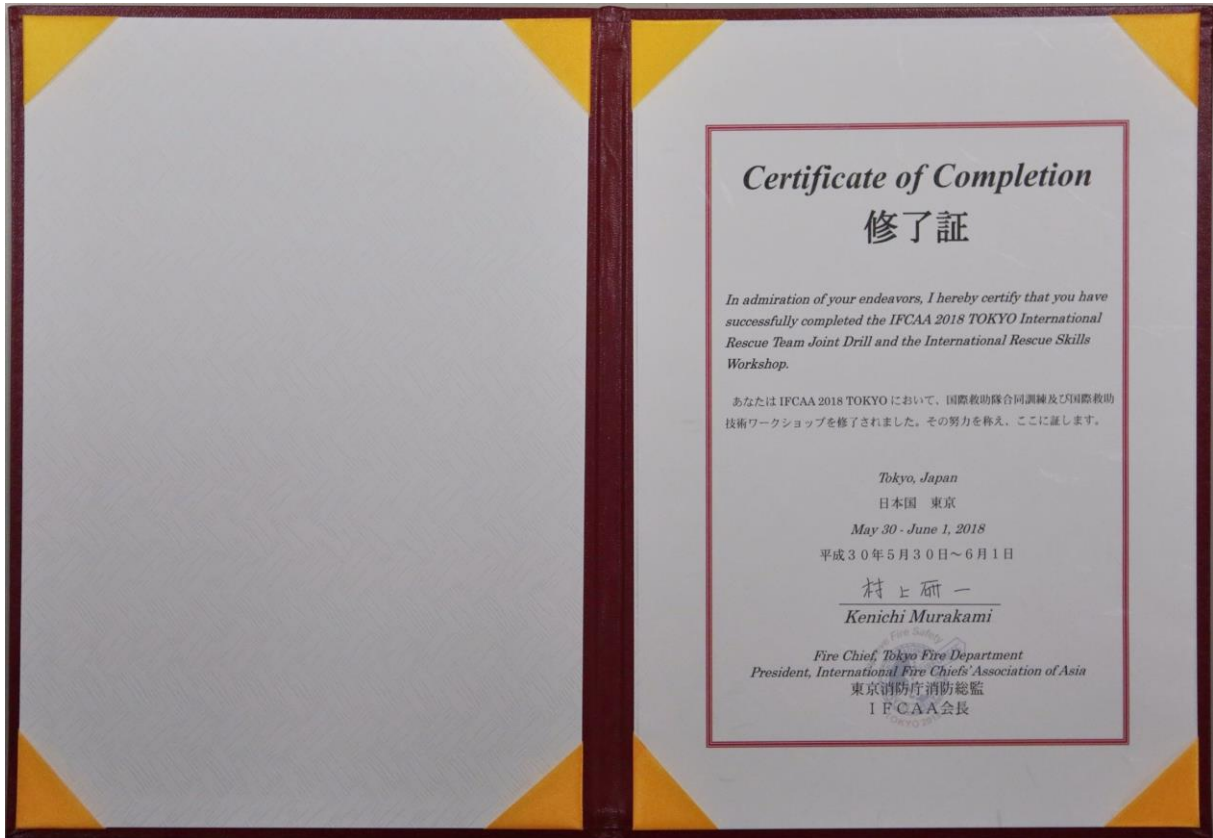 Certificate of Completion
修了証
In admiration of your endeavors, I hereby certify that you have
successfully completed the IFCAA 2018 TOKYO International
Rescue Team Joint Drill and the International Rescue Skills
Workshop.
あなたは IFCAA 2018 TOKYO において、国際救助隊合同訓練及び国際救助
技術ワークショップを修了されました。その努力を称え、ここに証します。
Tokyo, Japan
日本国　東京
May 30 - June 1, 2018
平成３０年５月３０日～６月１日
村上研一
Kenichi Murakami
Fire Safety
Fire Chief, Tokyo Fire Department
President, International Fire Chiefs' Association of Asia
東京消防庁消防総監
ＩＦＣＡＡ会長
TOKYO